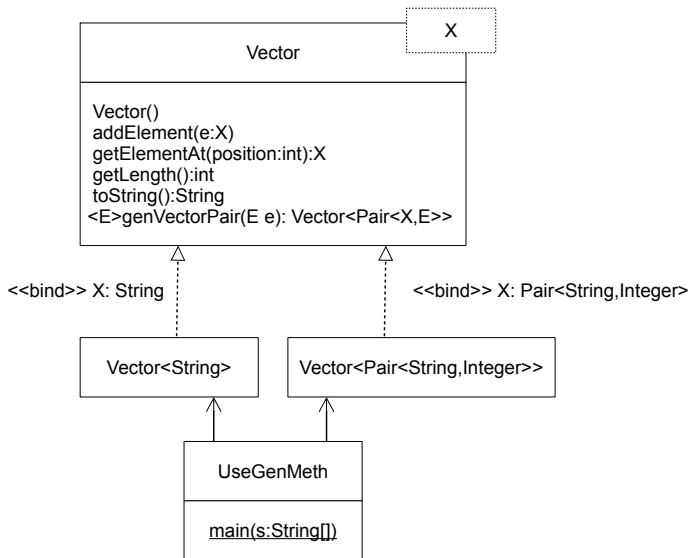 X
Vector
Vector()
addElement(e:X)
getElementAt(position:int):X
getLength():int
toString():String
<E>genVectorPair(E e): Vector<Pair<X,E>>
<<bind>> X: String
<<bind>> X: Pair<String,Integer>
Vector<String>
Vector<Pair<String,Integer>>
UseGenMeth
main(s:String[])